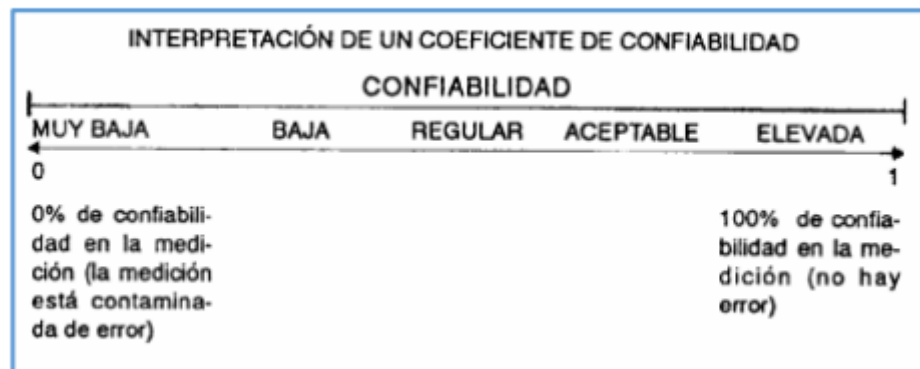 INTERPRETACIÓN DE UN COEFICIENTE DE CONFIABILIDAD
CONFIABILIDAD
MUY BAJA BAJA REGULAR ACEPTABLE ELEVADA
0 1
0% de confiabili-
dad en la medi-
ción (la medición
está contamina-
da de error)
100% de confia-
bilidad en la me-
dición (no hay
error)